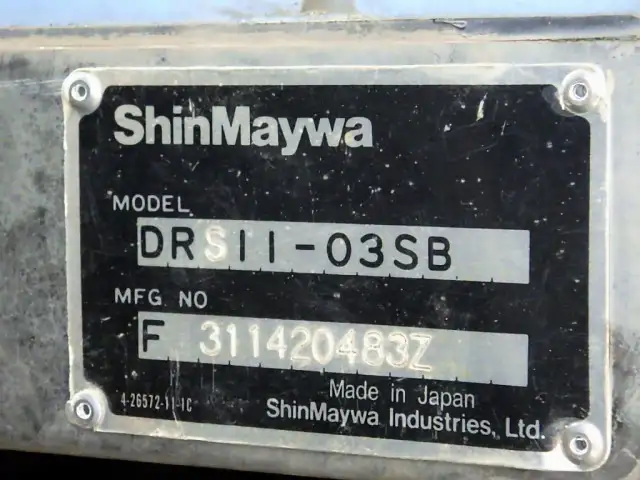 ShinMaywa
MODEL
DRS11-03SB
MFG NO
F 311420483Z
Made in Japan
4-26572-11-1C
ShinMaywa Industries, Ltd.